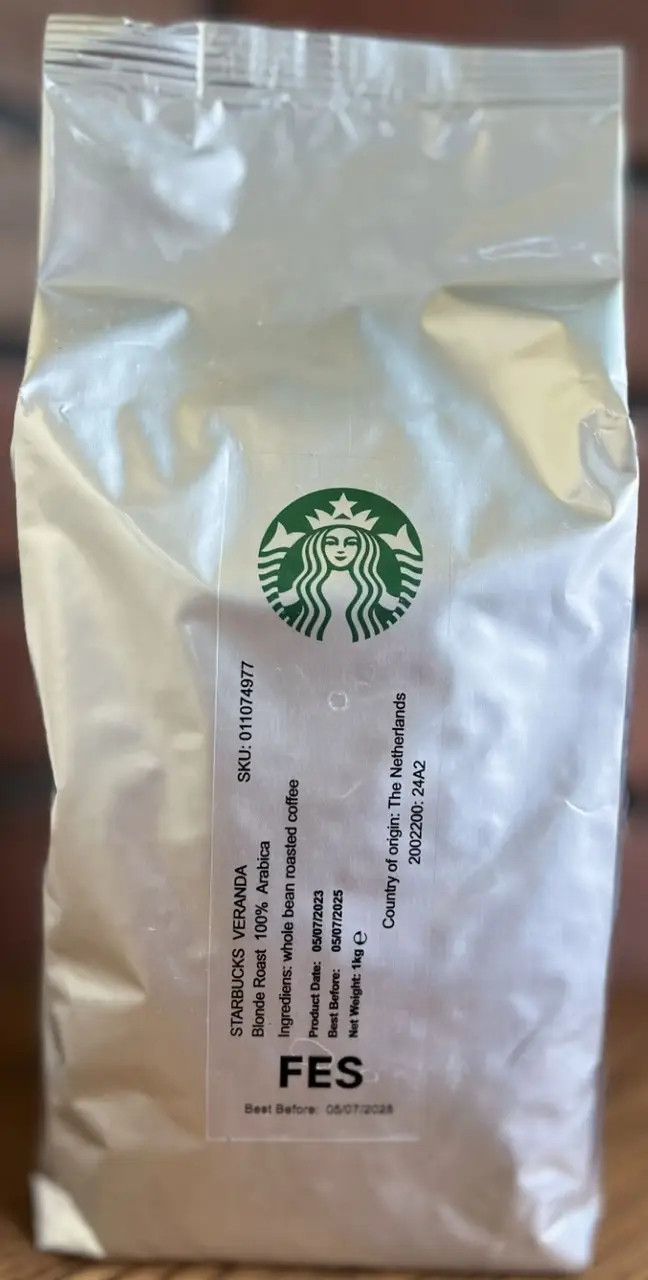 STARBUCKS VERANDA
SKU: 011074977
Blonde Roast 100% Arabica
Ingrediens: whole bean roasted coffee
Product Date: 05/07/2023
Best Before: 05/07/2025
Net Weight: 1kg ℮
Country of origin: The Netherlands
2002200: 24A2
FES
Best Before: 05/07/2028